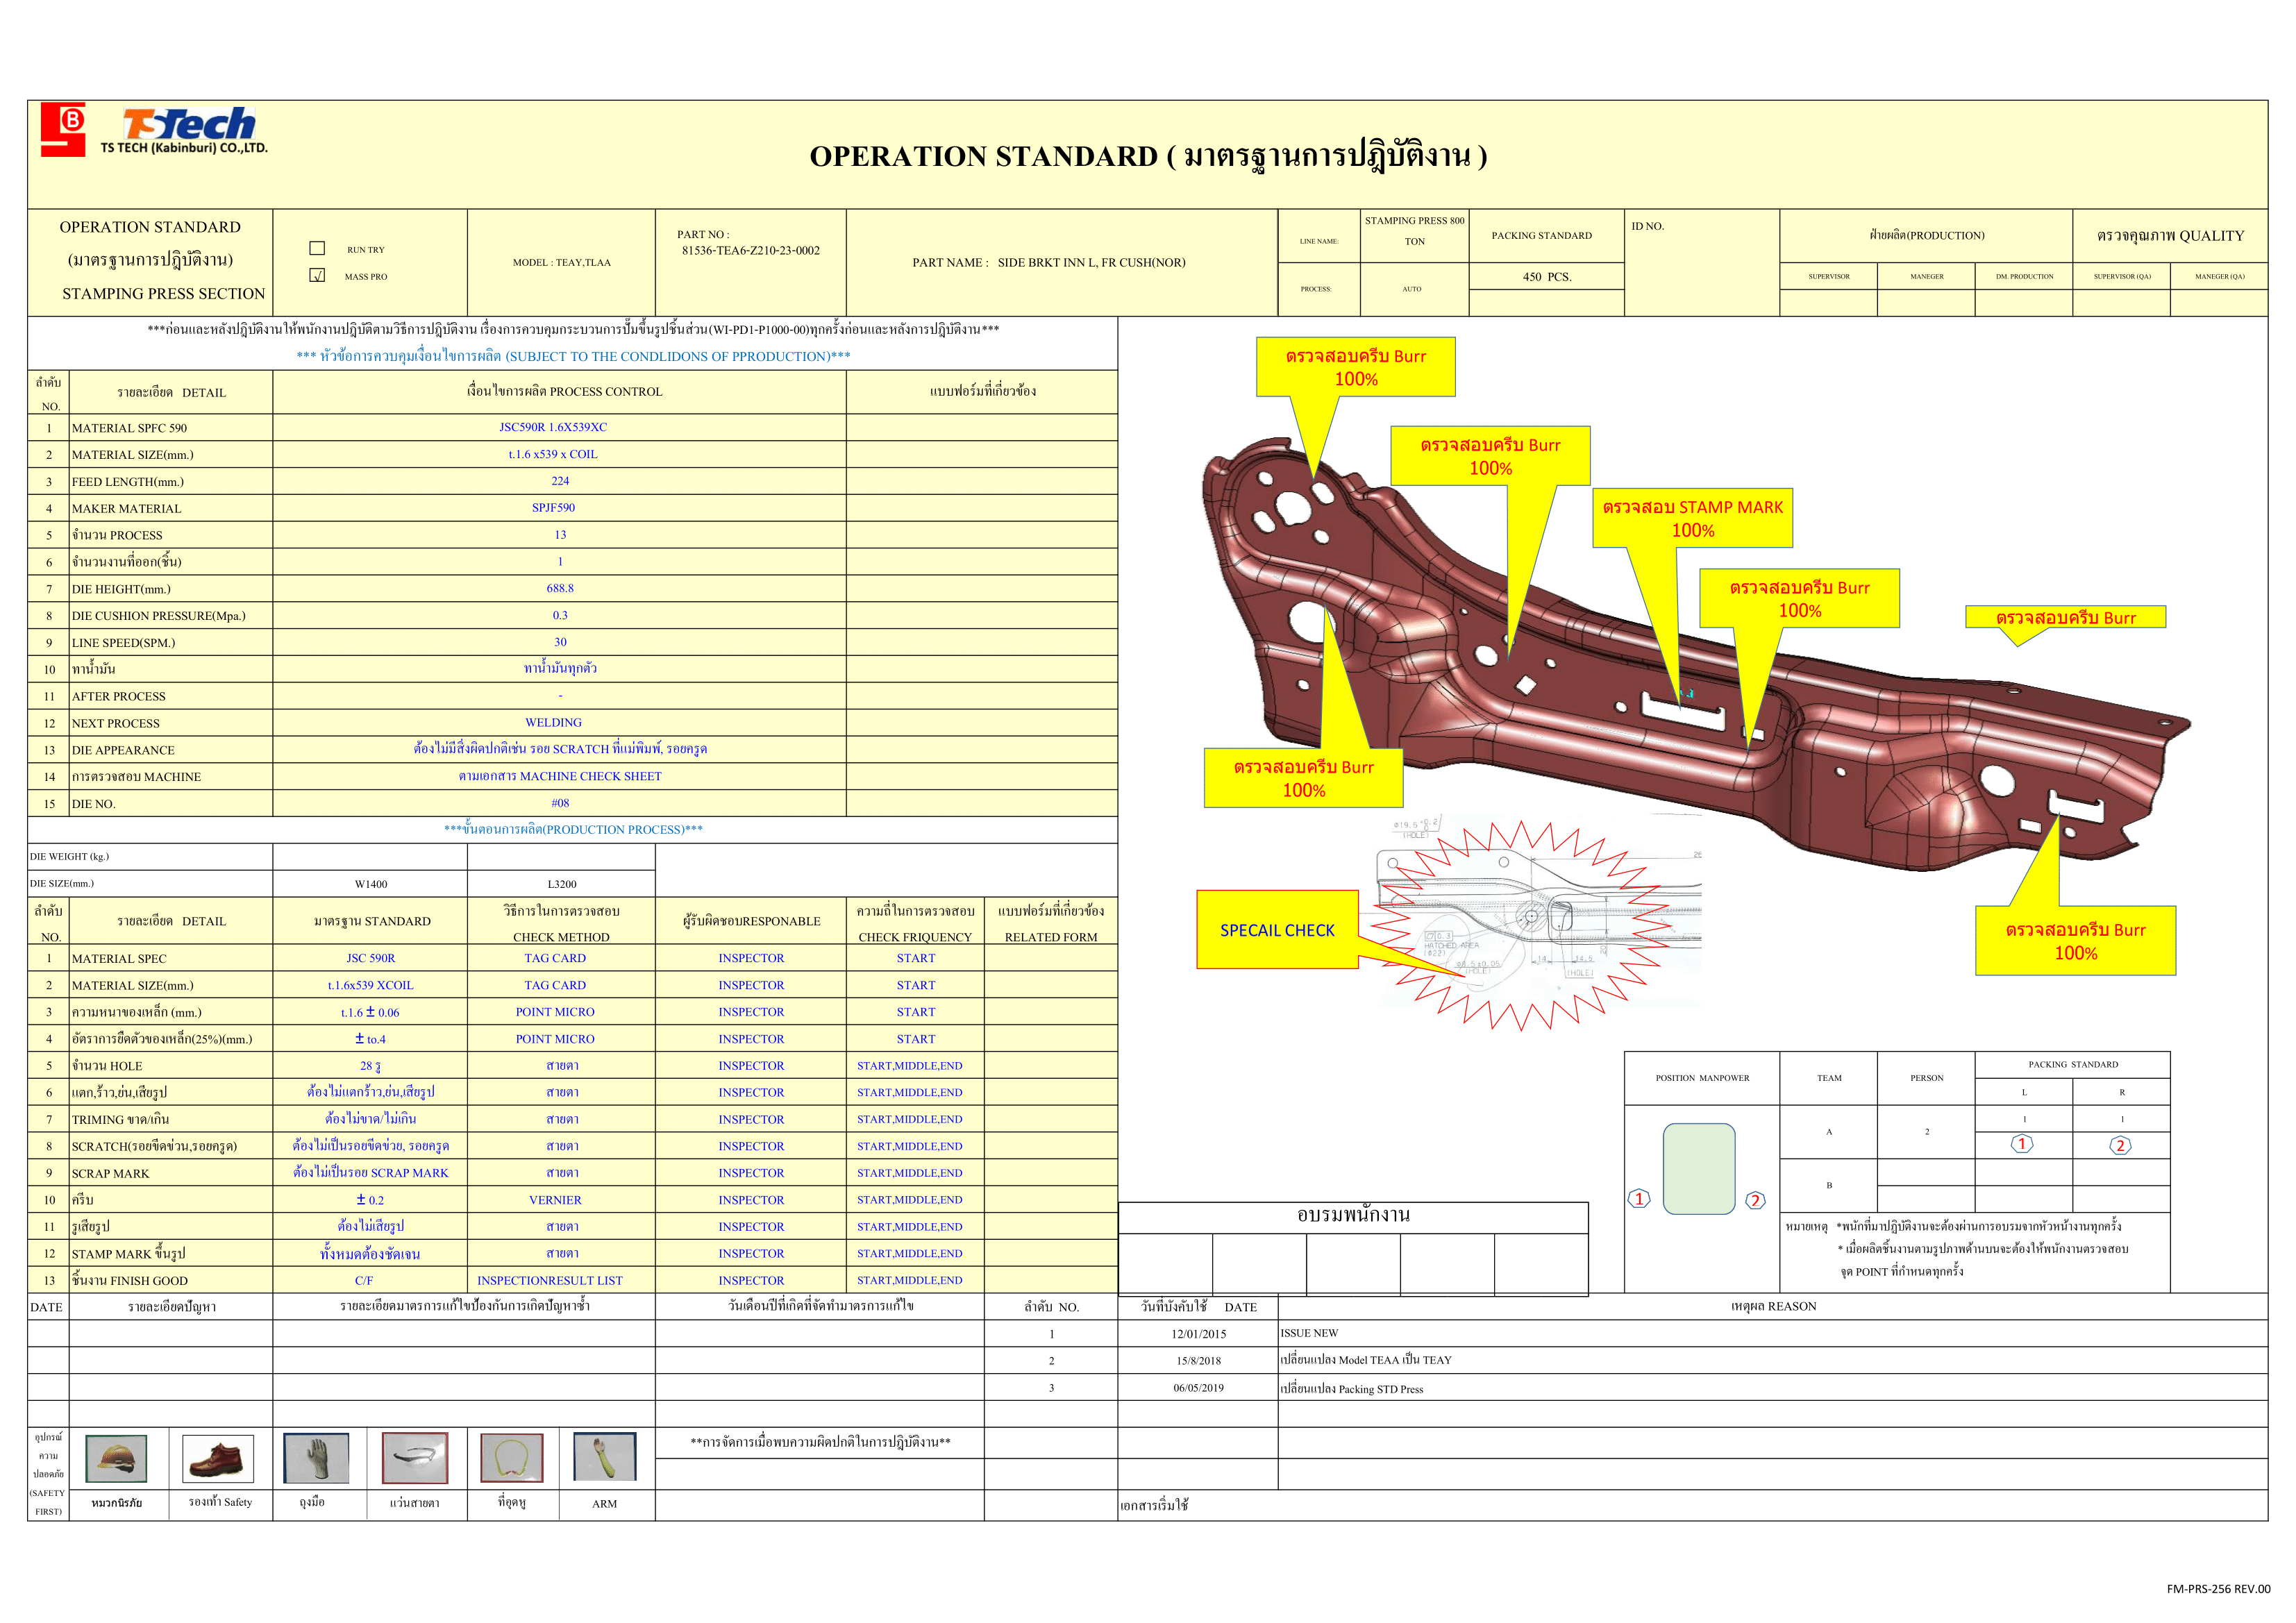 B
TSTech
TS TECH (Kabinburi) CO.,LTD.
OPERATION STANDARD ( มาตรฐานการปฎิบัติงาน )
OPERATION STANDARD
(มาตรฐานการปฎิบัติงาน)
STAMPING PRESS SECTION
RUN TRY
√ MASS PRO
MODEL : TEAY,TLAA
PART NO :
81536-TEA6-Z210-23-0002
PART NAME : SIDE BRKT INN L, FR CUSH(NOR)
LINE NAME:
STAMPING PRESS 800
TON
PROCESS:
AUTO
PACKING STANDARD
450 PCS.
ID NO.
ฝ่ายผลิต(PRODUCTION)
ตรวจคุณภาพ QUALITY
SUPERVISOR MANEGER DM. PRODUCTION SUPERVISOR (QA) MANEGER (QA)
***ก่อนและหลังปฎิบัติงานให้พนักงานปฎิบัติตามวิธีการปฎิบัติงาน เรื่องการควบคุมกระบวนการปั๊มขึ้นรูปชิ้นส่วน(WI-PD1-P1000-00)ทุกครั้งก่อนและหลังการปฎิบัติงาน***
*** หัวข้อการควบคุมเงื่อนไขการผลิต (SUBJECT TO THE CONDLIDONS OF PPRODUCTION)***
ลำดับ
NO.
รายละเอียด DETAIL
เงื่อนไขการผลิต PROCESS CONTROL
แบบฟอร์มที่เกี่ยวข้อง
1 MATERIAL SPFC 590 JSC590R 1.6X539XC
2 MATERIAL SIZE(mm.) t.1.6 x539 x COIL
3 FEED LENGTH(mm.) 224
4 MAKER MATERIAL SPJF590
5 จำนวน PROCESS 13
6 จำนวนงานที่ออก(ชิ้น) 1
7 DIE HEIGHT(mm.) 688.8
8 DIE CUSHION PRESSURE(Mpa.) 0.3
9 LINE SPEED(SPM.) 30
10 ทาน้ำมัน ทาน้ำมันทุกตัว
11 AFTER PROCESS -
12 NEXT PROCESS WELDING
13 DIE APPEARANCE ต้องไม่มีสิ่งผิดปกติเช่น รอย SCRATCH ที่แม่พิมพ์, รอยครูด
14 การตรวจสอบ MACHINE ตามเอกสาร MACHINE CHECK SHEET
15 DIE NO. #08
***ขั้นตอนการผลิต(PRODUCTION PROCESS)***
DIE WEIGHT (kg.)
DIE SIZE(mm.) W1400 L3200
ลำดับ
NO.
รายละเอียด DETAIL
มาตรฐาน STANDARD
วิธีการในการตรวจสอบ
CHECK METHOD
ผู้รับผิดชอบRESPONABLE
ความถี่ในการตรวจสอบ
CHECK FRIQUENCY
แบบฟอร์มที่เกี่ยวข้อง
RELATED FORM
1 MATERIAL SPEC JSC 590R TAG CARD INSPECTOR START
2 MATERIAL SIZE(mm.) t.1.6x539 XCOIL TAG CARD INSPECTOR START
3 ความหนาของเหล็ก (mm.) t.1.6 ± 0.06 POINT MICRO INSPECTOR START
4 อัตราการยืดตัวของเหล็ก(25%)(mm.) ± to.4 POINT MICRO INSPECTOR START
5 จำนวน HOLE 28 รู สายตา INSPECTOR START,MIDDLE,END
6 แตก,ร้าว,ย่น,เสียรูป ต้องไม่แตกร้าว,ย่น,เสียรูป สายตา INSPECTOR START,MIDDLE,END
7 TRIMING ขาด/เกิน ต้องไม่ขาด/ไม่เกิน สายตา INSPECTOR START,MIDDLE,END
8 SCRATCH(รอยขีดข่วน,รอยครูด) ต้องไม่เป็นรอยขีดข่วย, รอยครูด สายตา INSPECTOR START,MIDDLE,END
9 SCRAP MARK ต้องไม่เป็นรอย SCRAP MARK สายตา INSPECTOR START,MIDDLE,END
10 ครีบ ± 0.2 VERNIER INSPECTOR START,MIDDLE,END
11 รูเสียรูป ต้องไม่เสียรูป สายตา INSPECTOR START,MIDDLE,END
12 STAMP MARK ขึ้นรูป ทั้งหมดต้องชัดเจน สายตา INSPECTOR START,MIDDLE,END
13 ชิ้นงาน FINISH GOOD C/F INSPECTIONRESULT LIST INSPECTOR START,MIDDLE,END
ตรวจสอบครีบ Burr
100%
ตรวจสอบครีบ Burr
100%
ตรวจสอบ STAMP MARK
100%
ตรวจสอบครีบ Burr
100%
ตรวจสอบครีบ Burr
ตรวจสอบครีบ Burr
100%
ตรวจสอบครีบ Burr
100%
SPECAIL CHECK
(HOLE)
0.3
HATCHED AREA
(φ22)
φ8.5±0.05
(HOLE)
14 14.5
(HOLE)
POSITION MANPOWER TEAM PERSON PACKING STANDARD
L R
A 2 1 1
1 2
B
1 2
หมายเหตุ *พนักที่มาปฎิบัติงานจะต้องผ่านการอบรมจากหัวหน้างานทุกครั้ง
* เมื่อผลิตชิ้นงานตามรูปภาพด้านบนจะต้องให้พนักงานตรวจสอบ
จุด POINT ที่กำหนดทุกครั้ง
อบรมพนักงาน
DATE รายละเอียดปัญหา รายละเอียดมาตรการแก้ไขป้องกันการเกิดปัญหาซ้ำ วันเดือนปีที่เกิดที่จัดทำมาตรการแก้ไข ลำดับ NO. วันที่บังคับใช้ DATE เหตุผล REASON
1 12/01/2015 ISSUE NEW
2 15/8/2018 เปลี่ยนแปลง Model TEAA เป็น TEAY
3 06/05/2019 เปลี่ยนแปลง Packing STD Press
อุปกรณ์
ความ
ปลอดภัย
(SAFETY
FIRST)
หมวกนิรภัย รองเท้า Safety ถุงมือ แว่นสายตา ที่อุดหู ARM
**การจัดการเมื่อพบความผิดปกติในการปฎิบัติงาน**
เอกสารเริ่มใช้
FM-PRS-256 REV.00